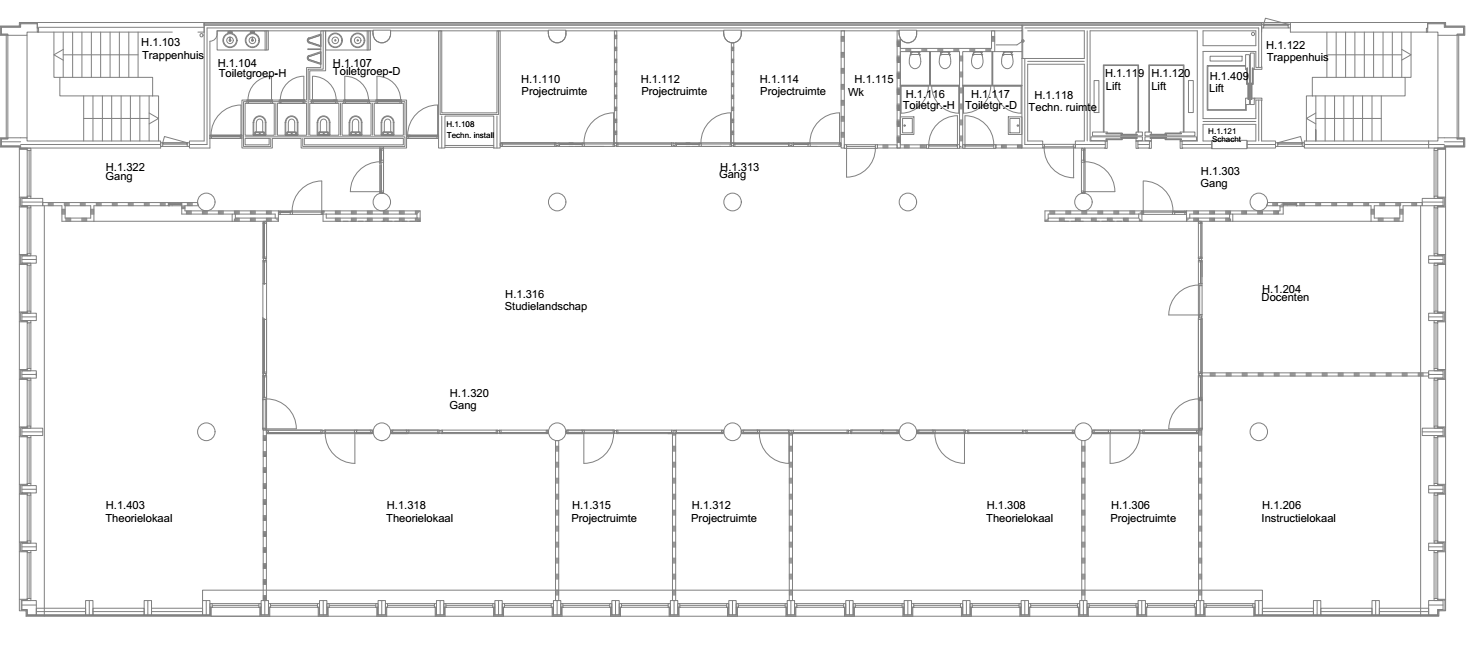 H.1.103
Trappenhuis
H.1.104
Toiletgroep-H
H.1.107
Toiletgroep-D
H.1.108
Techn. install
H.1.110
Projectruimte
H.1.112
Projectruimte
H.1.114
Projectruimte
H.1.115
Wk
H.1.116
Toiletgr.-H
H.1.117
Toiletgr.-D
H.1.118
Techn. ruimte
H.1.119
Lift
H.1.120
Lift
H.1.409
Lift
H.1.121
Schacht
H.1.122
Trappenhuis
H.1.322
Gang
H.1.313
Gang
H.1.303
Gang
H.1.316
Studielandschap
H.1.204
Docenten
H.1.320
Gang
H.1.403
Theorielokaal
H.1.318
Theorielokaal
H.1.315
Projectruimte
H.1.312
Projectruimte
H.1.308
Theorielokaal
H.1.306
Projectruimte
H.1.206
Instructielokaal